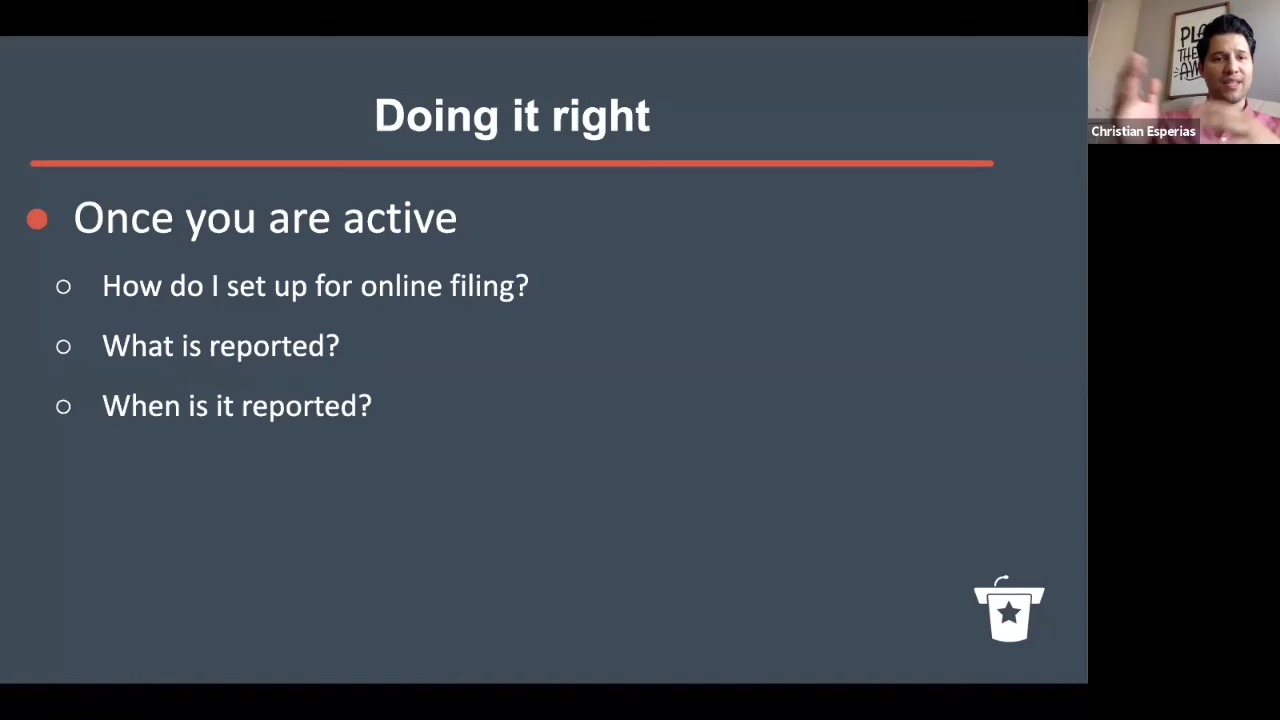 Doing it right
Once you are active
How do I set up for online filing?
What is reported?
When is it reported?
Christian Esperias